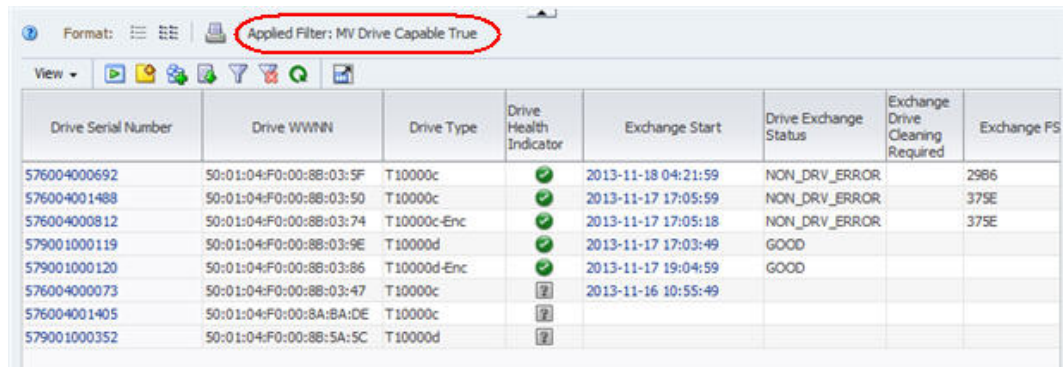 Format: Applied Filter: MV Drive Capable True
View
Drive Serial Number Drive WWNN Drive Type Drive Health Indicator Exchange Start Drive Exchange Status Exchange Drive Cleaning Required Exchange FS
576004000692 50:01:04:F0:00:8B:03:5F T10000c 2013-11-18 04:21:59 NON_DRV_ERROR 29B6
576004001488 50:01:04:F0:00:8B:03:50 T10000c 2013-11-17 17:05:59 NON_DRV_ERROR 375E
576004000812 50:01:04:F0:00:8B:03:74 T10000c-Enc 2013-11-17 17:05:18 NON_DRV_ERROR 375E
579001000119 50:01:04:F0:00:8B:03:9E T10000d 2013-11-17 17:03:49 GOOD
579001000120 50:01:04:F0:00:8B:03:86 T10000d-Enc 2013-11-17 19:04:59 GOOD
576004000073 50:01:04:F0:00:8B:03:47 T10000c ? 2013-11-16 10:55:49
576004001405 50:01:04:F0:00:8A:BA:DE T10000c ?
579001000352 50:01:04:F0:00:8B:5A:5C T10000d ?